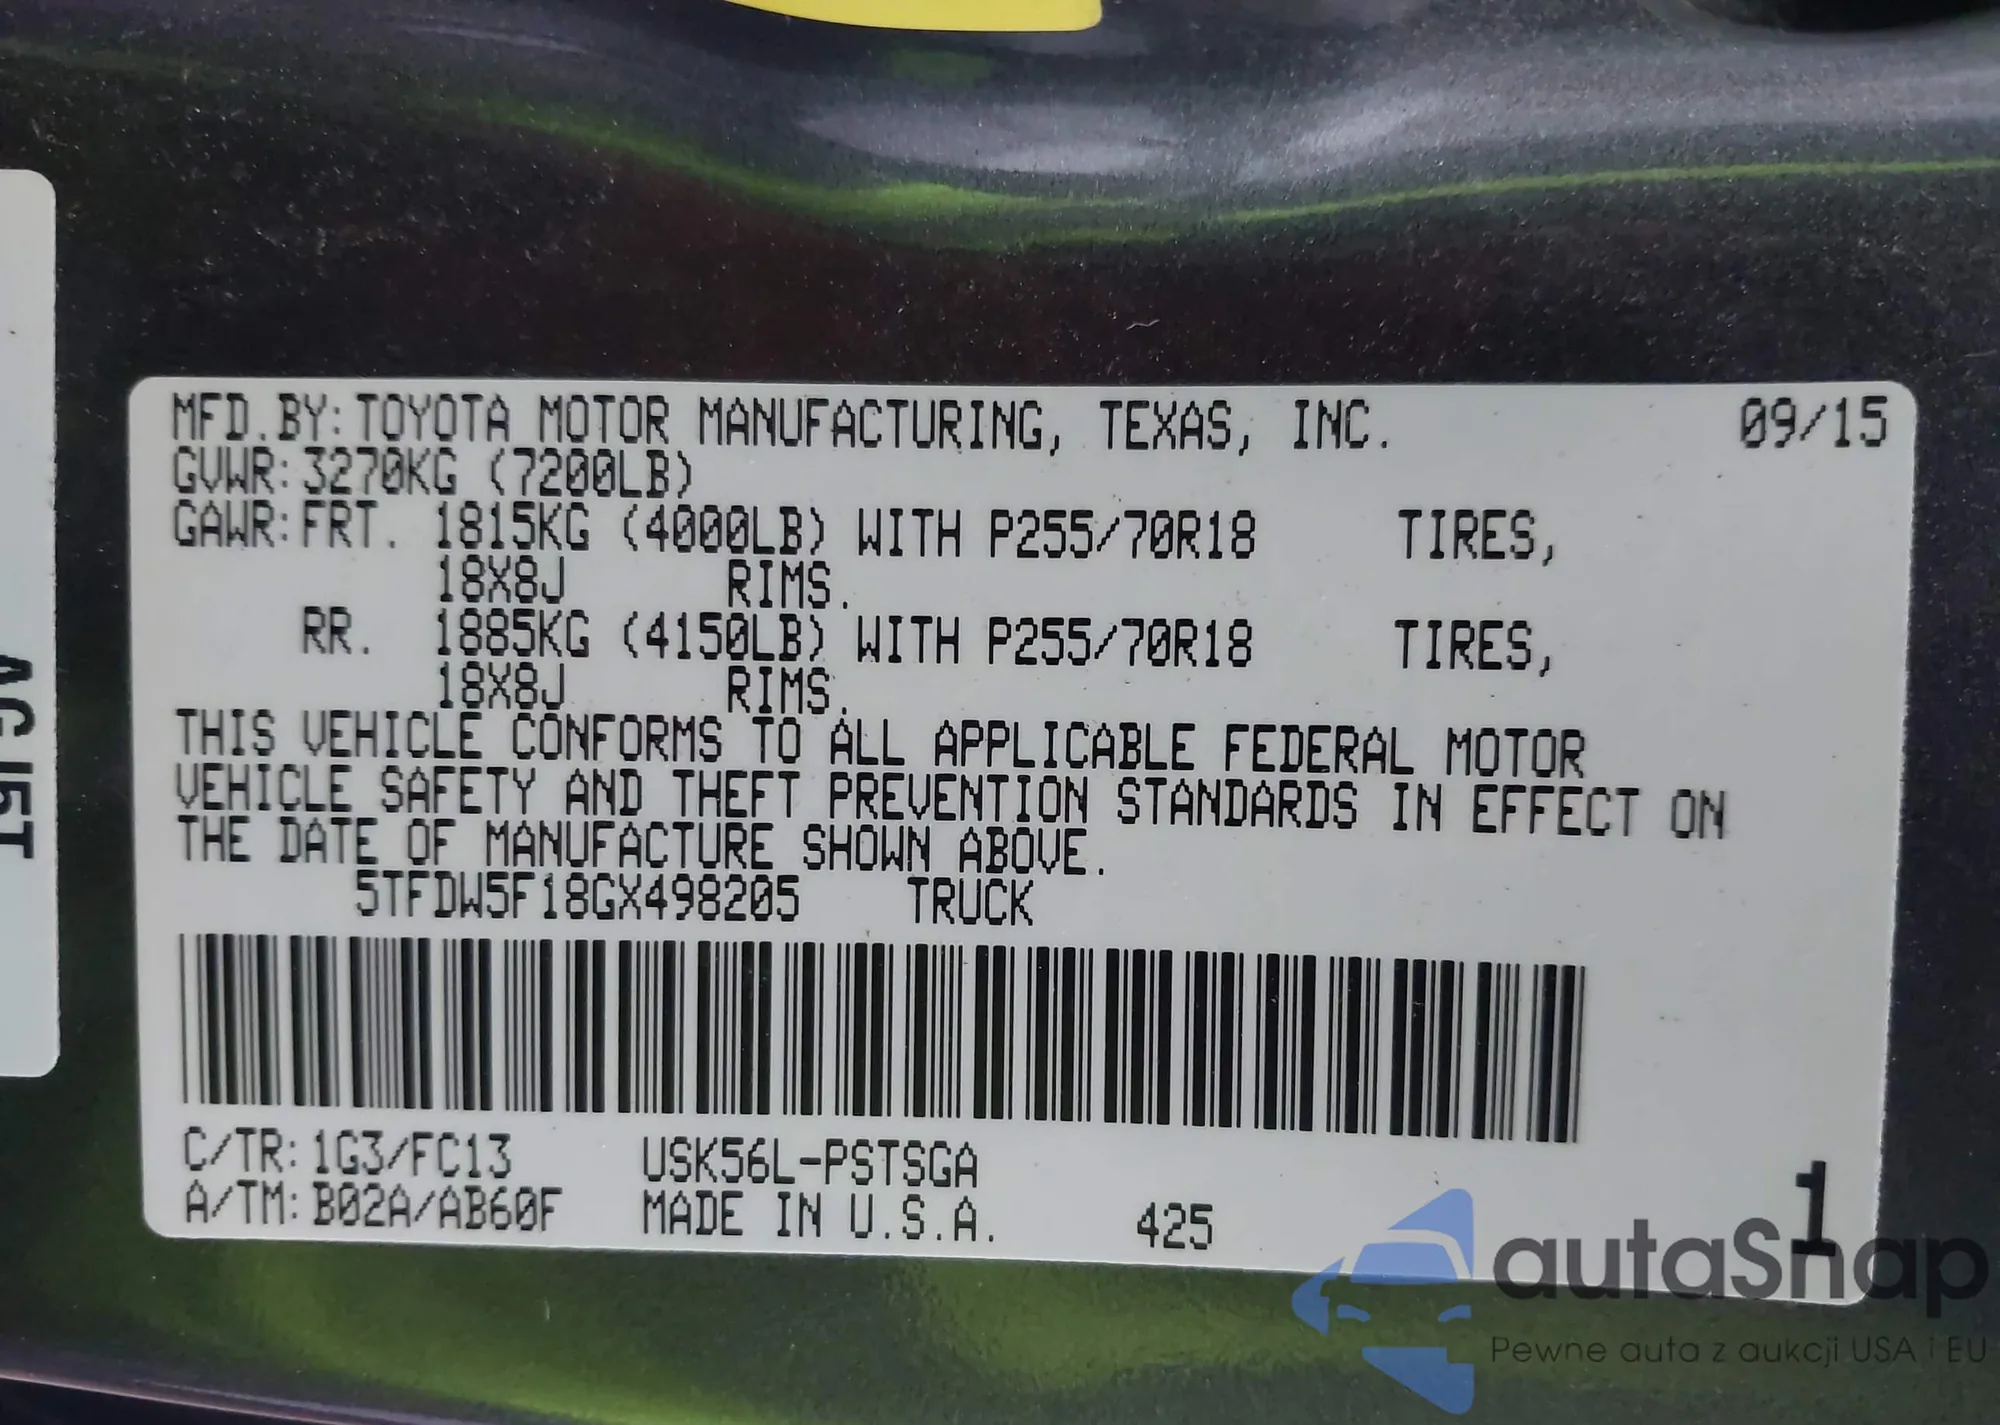 MFD.BY:TOYOTA MOTOR MANUFACTURING, TEXAS, INC. 09/15
GVWR:3270KG (7200LB)
GAWR:FRT. 1815KG (4000LB) WITH P255/70R18 TIRES,
18X8J RIMS.
RR. 1885KG (4150LB) WITH P255/70R18 TIRES,
18X8J RIMS.
THIS VEHICLE CONFORMS TO ALL APPLICABLE FEDERAL MOTOR
VEHICLE SAFETY AND THEFT PREVENTION STANDARDS IN EFFECT ON
THE DATE OF MANUFACTURE SHOWN ABOVE.
5TFDW5F18GX498205 TRUCK
C/TR:1G3/FC13 USK56L-PSTSGA
A/TM:B02A/AB60F MADE IN U.S.A. 425 1
autaSnap
Pewne auta z aukcji USA i EU